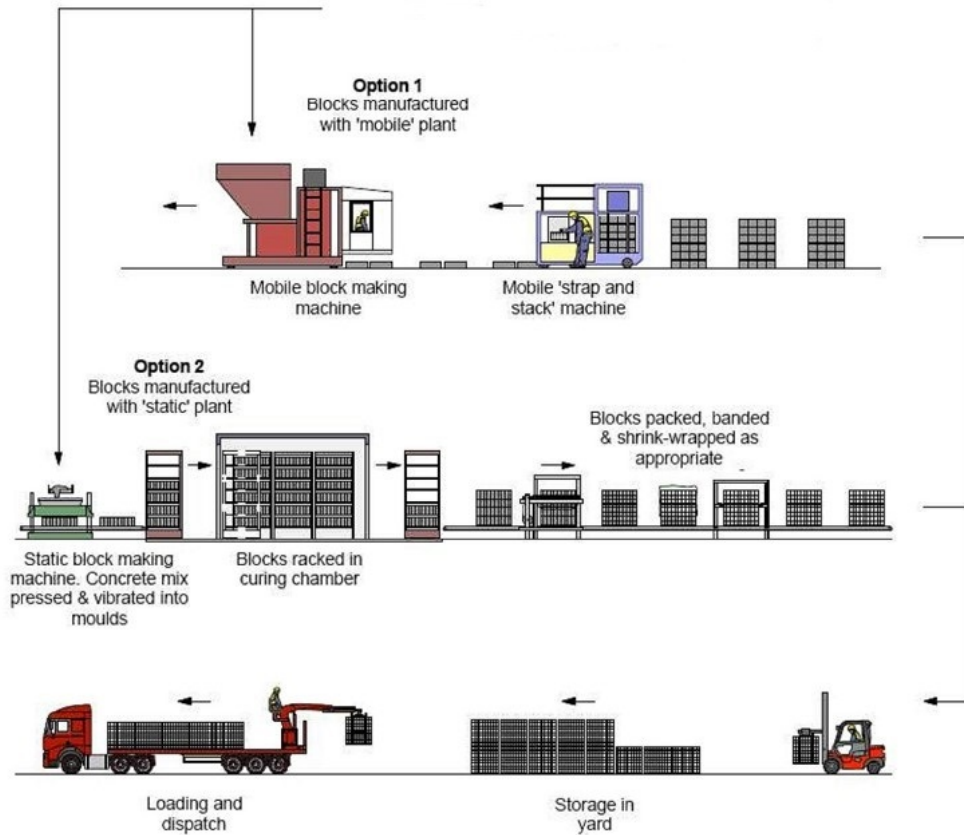 Option 1
Blocks manufactured
with 'mobile' plant
Mobile block making
machine
Mobile 'strap and
stack' machine
Option 2
Blocks manufactured
with 'static' plant
Blocks packed, banded
& shrink-wrapped as
appropriate
Static block making
machine. Concrete mix
pressed & vibrated into
moulds
Blocks racked in
curing chamber
Loading and
dispatch
Storage in
yard